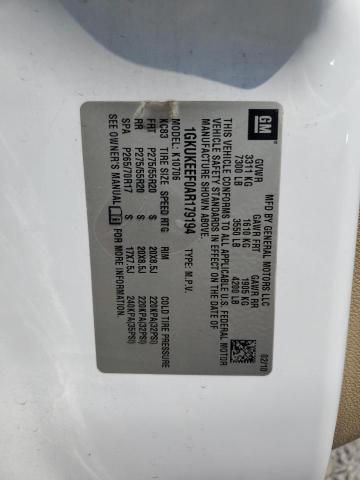 GM
MFD BY GENERAL MOTORS LLC
02/10
GVWR GAWR FRT GAWR RR
3311 KG 1610 KG 1905 KG
7300 LB 3550 LB 4200 LB
THIS VEHICLE CONFORMS TO ALL APPLICABLE U.S. FEDERAL MOTOR
VEHICLE SAFETY STANDARDS IN EFFECT ON THE DATE OF
MANUFACTURE SHOWN ABOVE.
1GKUKEEF0AR179194 TYPE: M.P.V.
K10706
KC83 TIRE SIZE SPEED RTG RIM COLD TIRE PRESSURE
FRT P275/55R20 S 20X8.5J 220KPA(32PSI)
RR P275/55R20 S 20X8.5J 220KPA(32PSI)
SPA P265/70R17 S 17X7.5J 240KPA(35PSI)
SEE OWNER'S MANUAL FOR MORE INFORMATION.